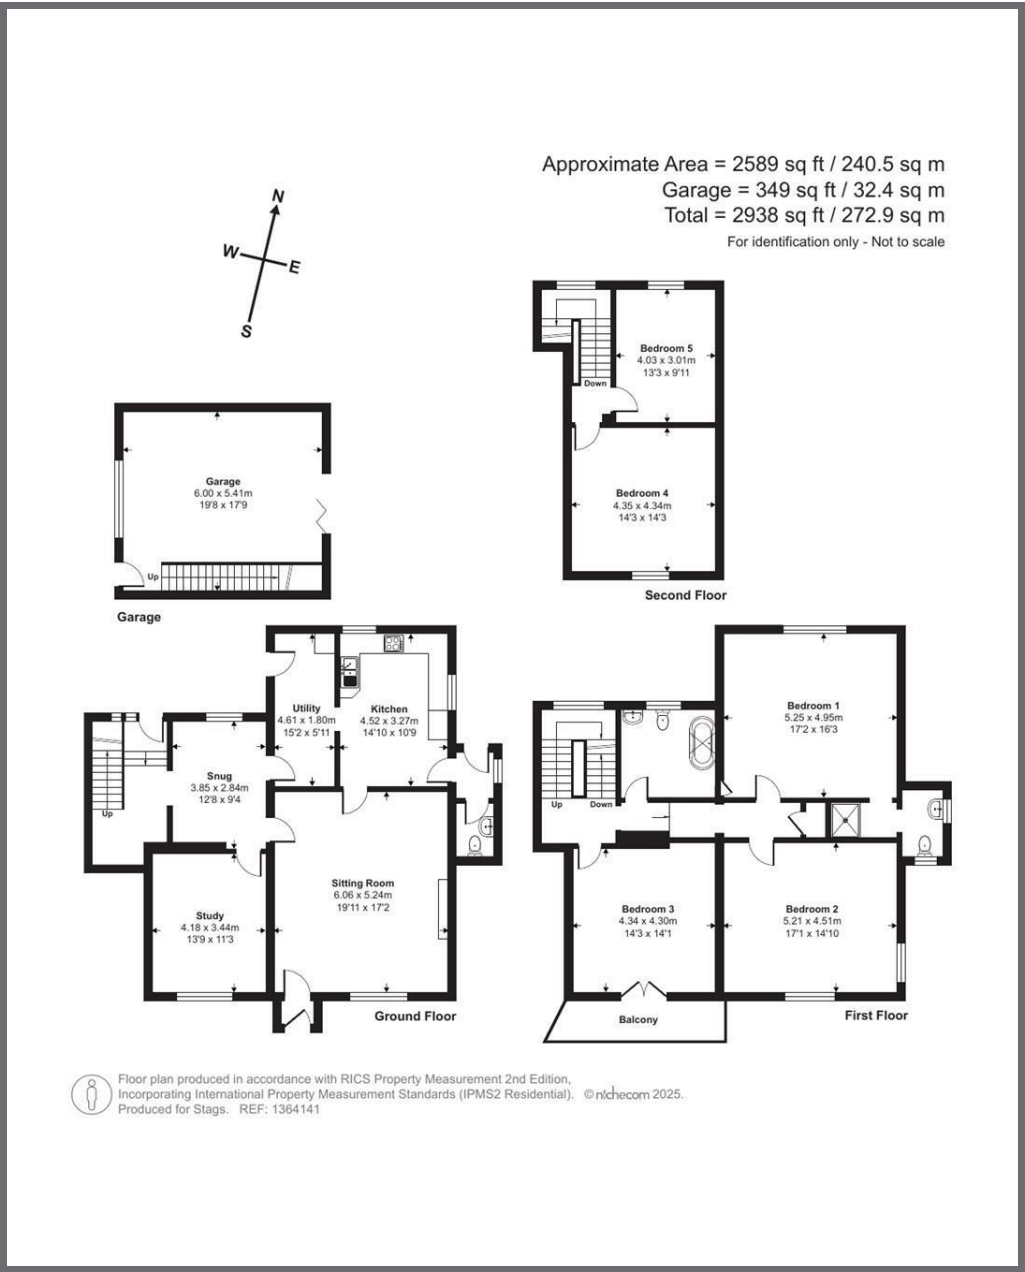 Approximate Area = 2589 sq ft / 240.5 sq m
Garage = 349 sq ft / 32.4 sq m
Total = 2938 sq ft / 272.9 sq m
For identification only - Not to scale
N
W
E
S
Bedroom 5
4.03 x 3.01m
13'3 x 9'11
Down
Bedroom 4
4.35 x 4.34m
14'3 x 14'3
Second Floor
Garage
6.00 x 5.41m
19'8 x 17'9
Up
Garage
Utility
4.61 x 1.80m
15'2 x 5'11
Kitchen
4.52 x 3.27m
14'10 x 10'9
Snug
3.85 x 2.84m
12'8 x 9'4
Up
Sitting Room
6.06 x 5.24m
19'11 x 17'2
Study
4.18 x 3.44m
13'9 x 11'3
Ground Floor
Bedroom 1
5.25 x 4.95m
17'2 x 16'3
Up
Down
Bedroom 3
4.34 x 4.30m
14'3 x 14'1
Bedroom 2
5.21 x 4.51m
17'1 x 14'10
Balcony
First Floor
Floor plan produced in accordance with RICS Property Measurement 2nd Edition,
Incorporating International Property Measurement Standards (IPMS2 Residential). © nichecom 2025.
Produced for Stags. REF: 1364141